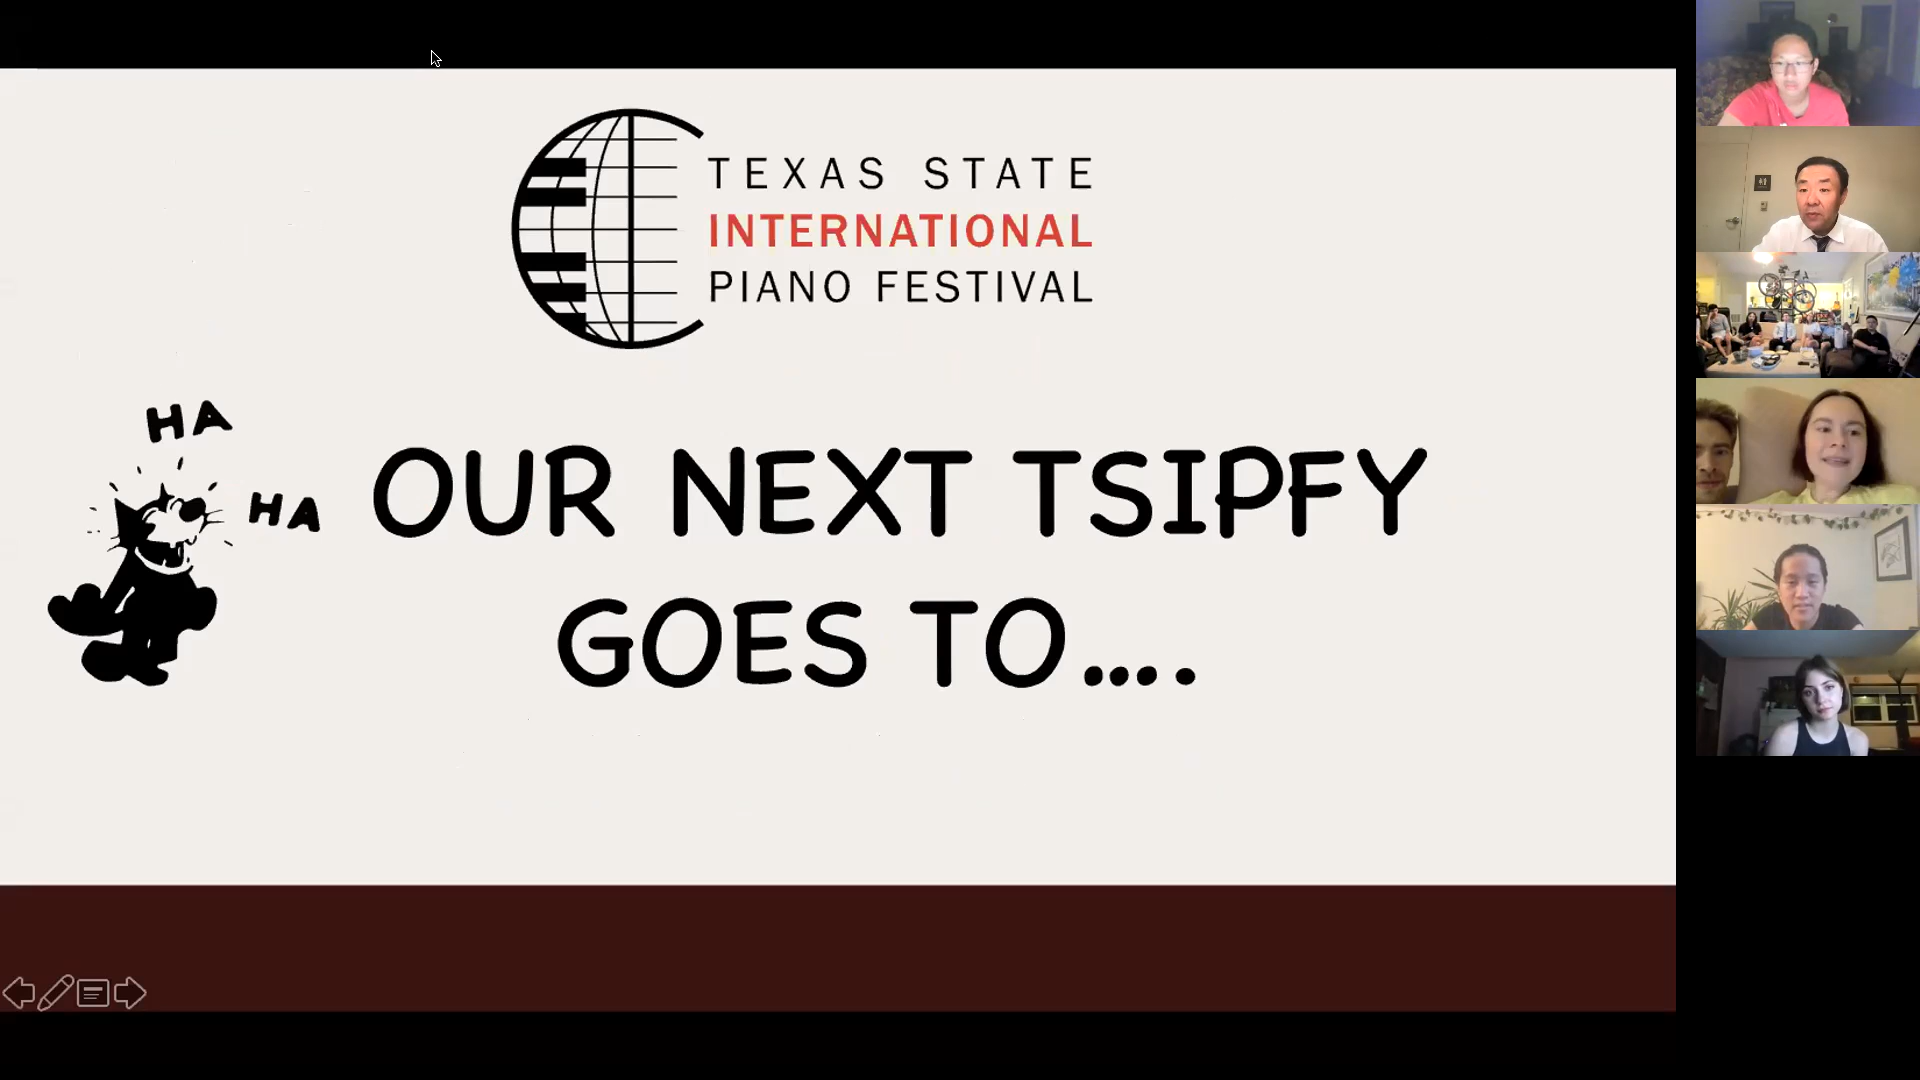 TEXAS STATE
INTERNATIONAL
PIANO FESTIVAL
HA
HA
OUR NEXT TSIPFY
GOES TO....